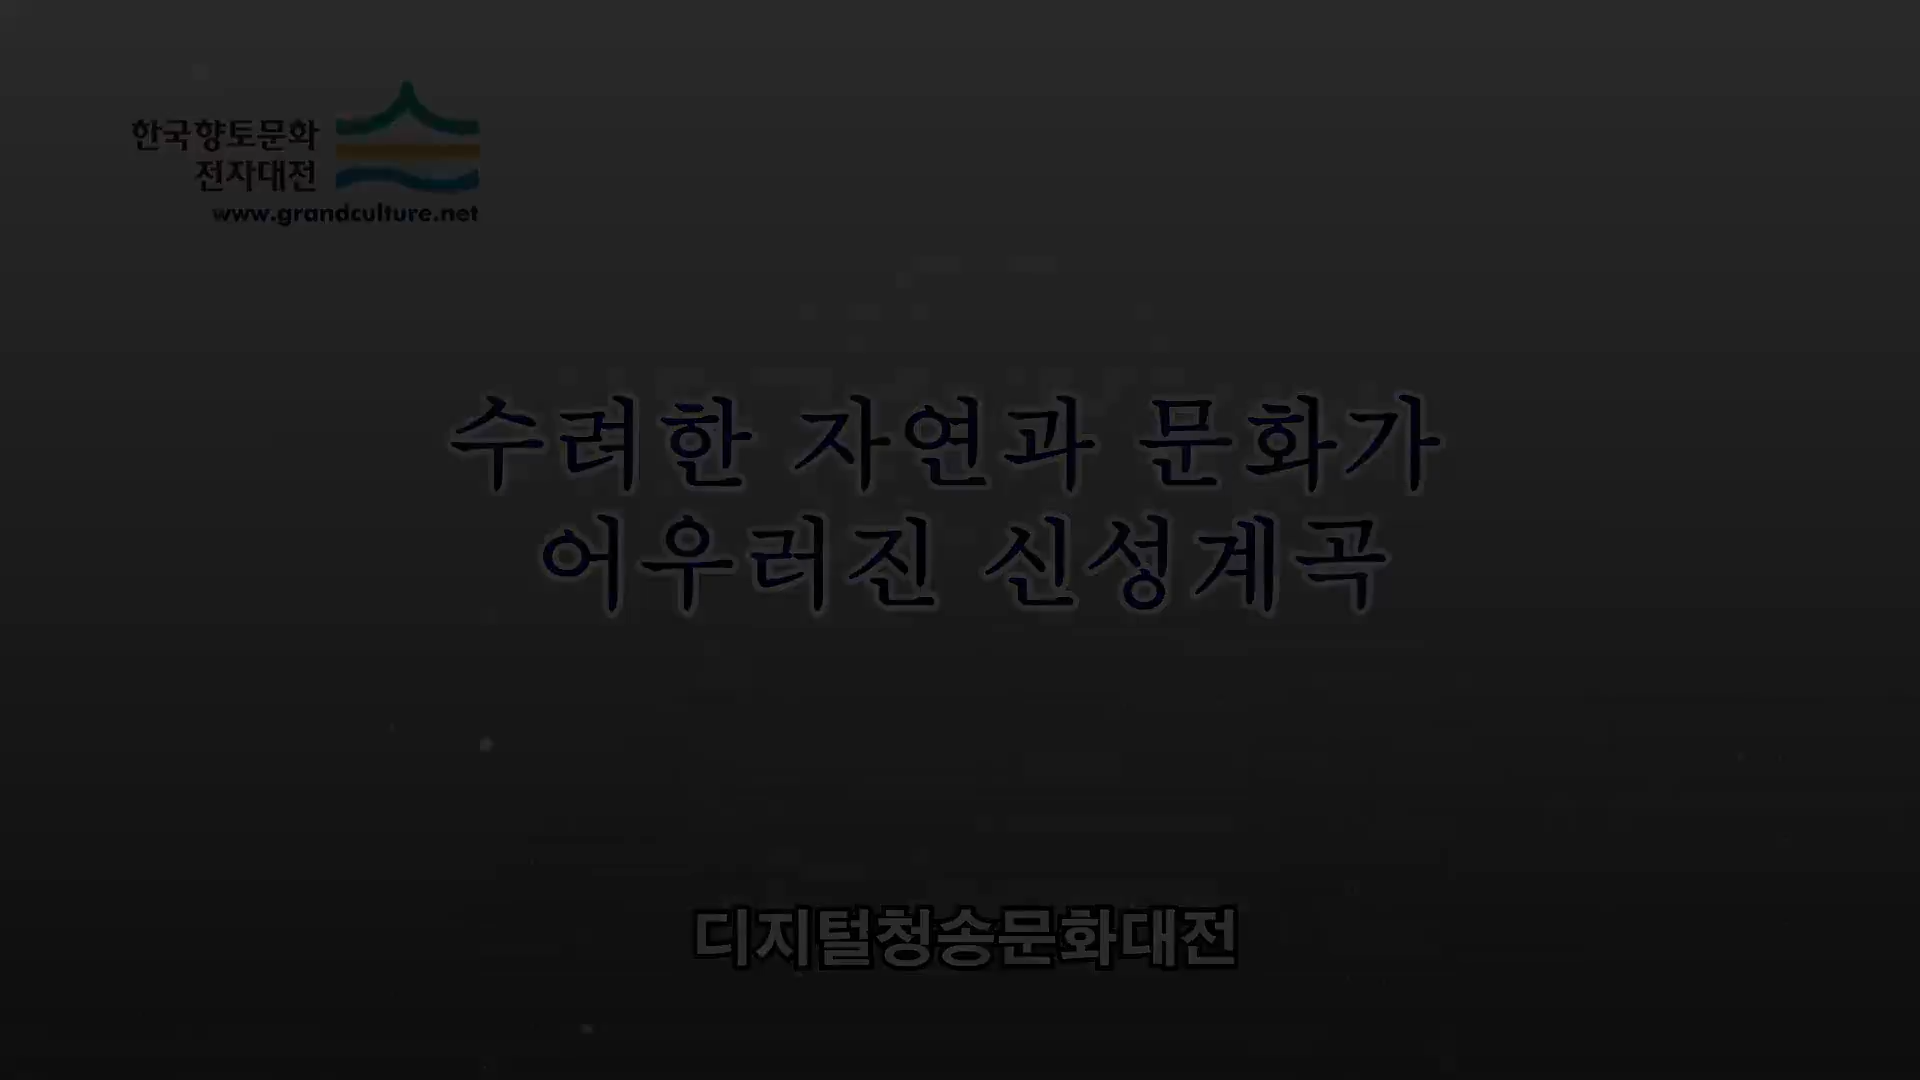 한국향토문화
전자대전
www.grandculture.net
수려한 자연과 문화가
어우러진 신성계곡
디지털청송문화대전